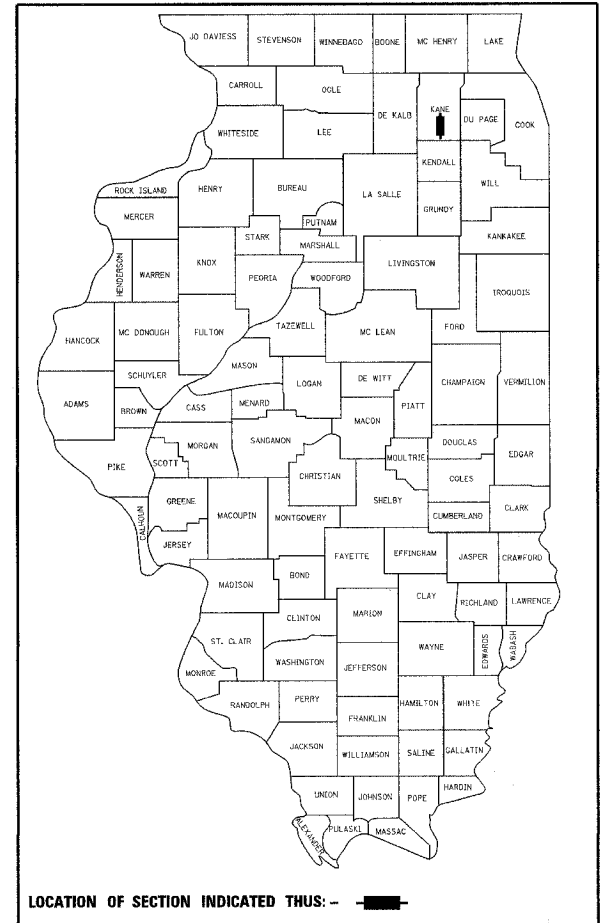 JO DAVIESS STEVENSON WINNEBAGO BOONE MC HENRY LAKE
CARROLL OGLE
DE KALB KANE DU PAGE COOK
WHITESIDE LEE
KENDALL
WILL
ROCK ISLAND HENRY BUREAU LA SALLE
GRUNDY
MERCER PUTNAM
STARK MARSHALL KANKAKEE
HENDERSON WARREN KNOX LIVINGSTON
PEORIA WOODFORD IROQUOIS
FORD
HANCOCK MC DONOUGH FULTON TAZEWELL MC LEAN
MASON
SCHUYLER LOGAN DE WITT CHAMPAIGN VERMILION
ADAMS BROWN CASS MENARD PIATT
MACON
MORGAN SANGAMON DOUGLAS
PIKE SCOTT MOULTRIE EDGAR
CHRISTIAN COLES
GREENE SHELBY
CALHOUN MACOUPIN MONTGOMERY CUMBERLAND CLARK
JERSEY
FAYETTE EFFINGHAM JASPER CRAWFORD
MADISON BOND
CLAY RICHLAND LAWRENCE
CLINTON MARION
ST. CLAIR WAYNE EDWARDS WABASH
WASHINGTON JEFFERSON
MONROE
RANDOLPH PERRY HAMILTON WHITE
FRANKLIN
JACKSON WILLIAMSON SALINE GALLATIN
UNION JOHNSON POPE HARDIN
ALEXANDER PULASKI MASSAC
LOCATION OF SECTION INDICATED THUS: -